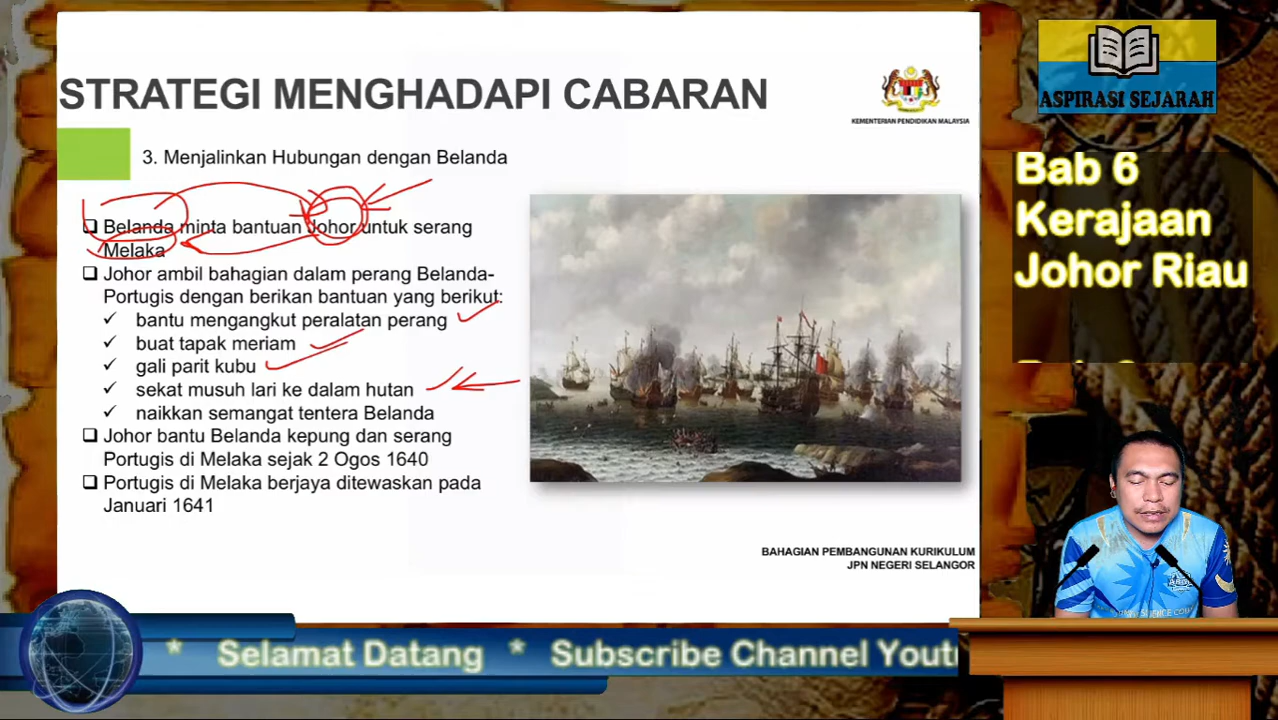 STRATEGI MENGHADAPI CABARAN
KEMENTERIAN PENDIDIKAN MALAYSIA
3. Menjalinkan Hubungan dengan Belanda
Belanda minta bantuan Johor untuk serang
Melaka
Johor ambil bahagian dalam perang Belanda-
Portugis dengan berikan bantuan yang berikut:
bantu mengangkut peralatan perang
buat tapak meriam
gali parit kubu
sekat musuh lari ke dalam hutan
naikkan semangat tentera Belanda
Johor bantu Belanda kepung dan serang
Portugis di Melaka sejak 2 Ogos 1640
Portugis di Melaka berjaya ditewaskan pada
Januari 1641
BAHAGIAN PEMBANGUNAN KURIKULUM
JPN NEGERI SELANGOR
ASPIRASI SEJARAH
Bab 6
Kerajaan
Johor Riau
* Selamat Datang * Subscribe Channel Yout